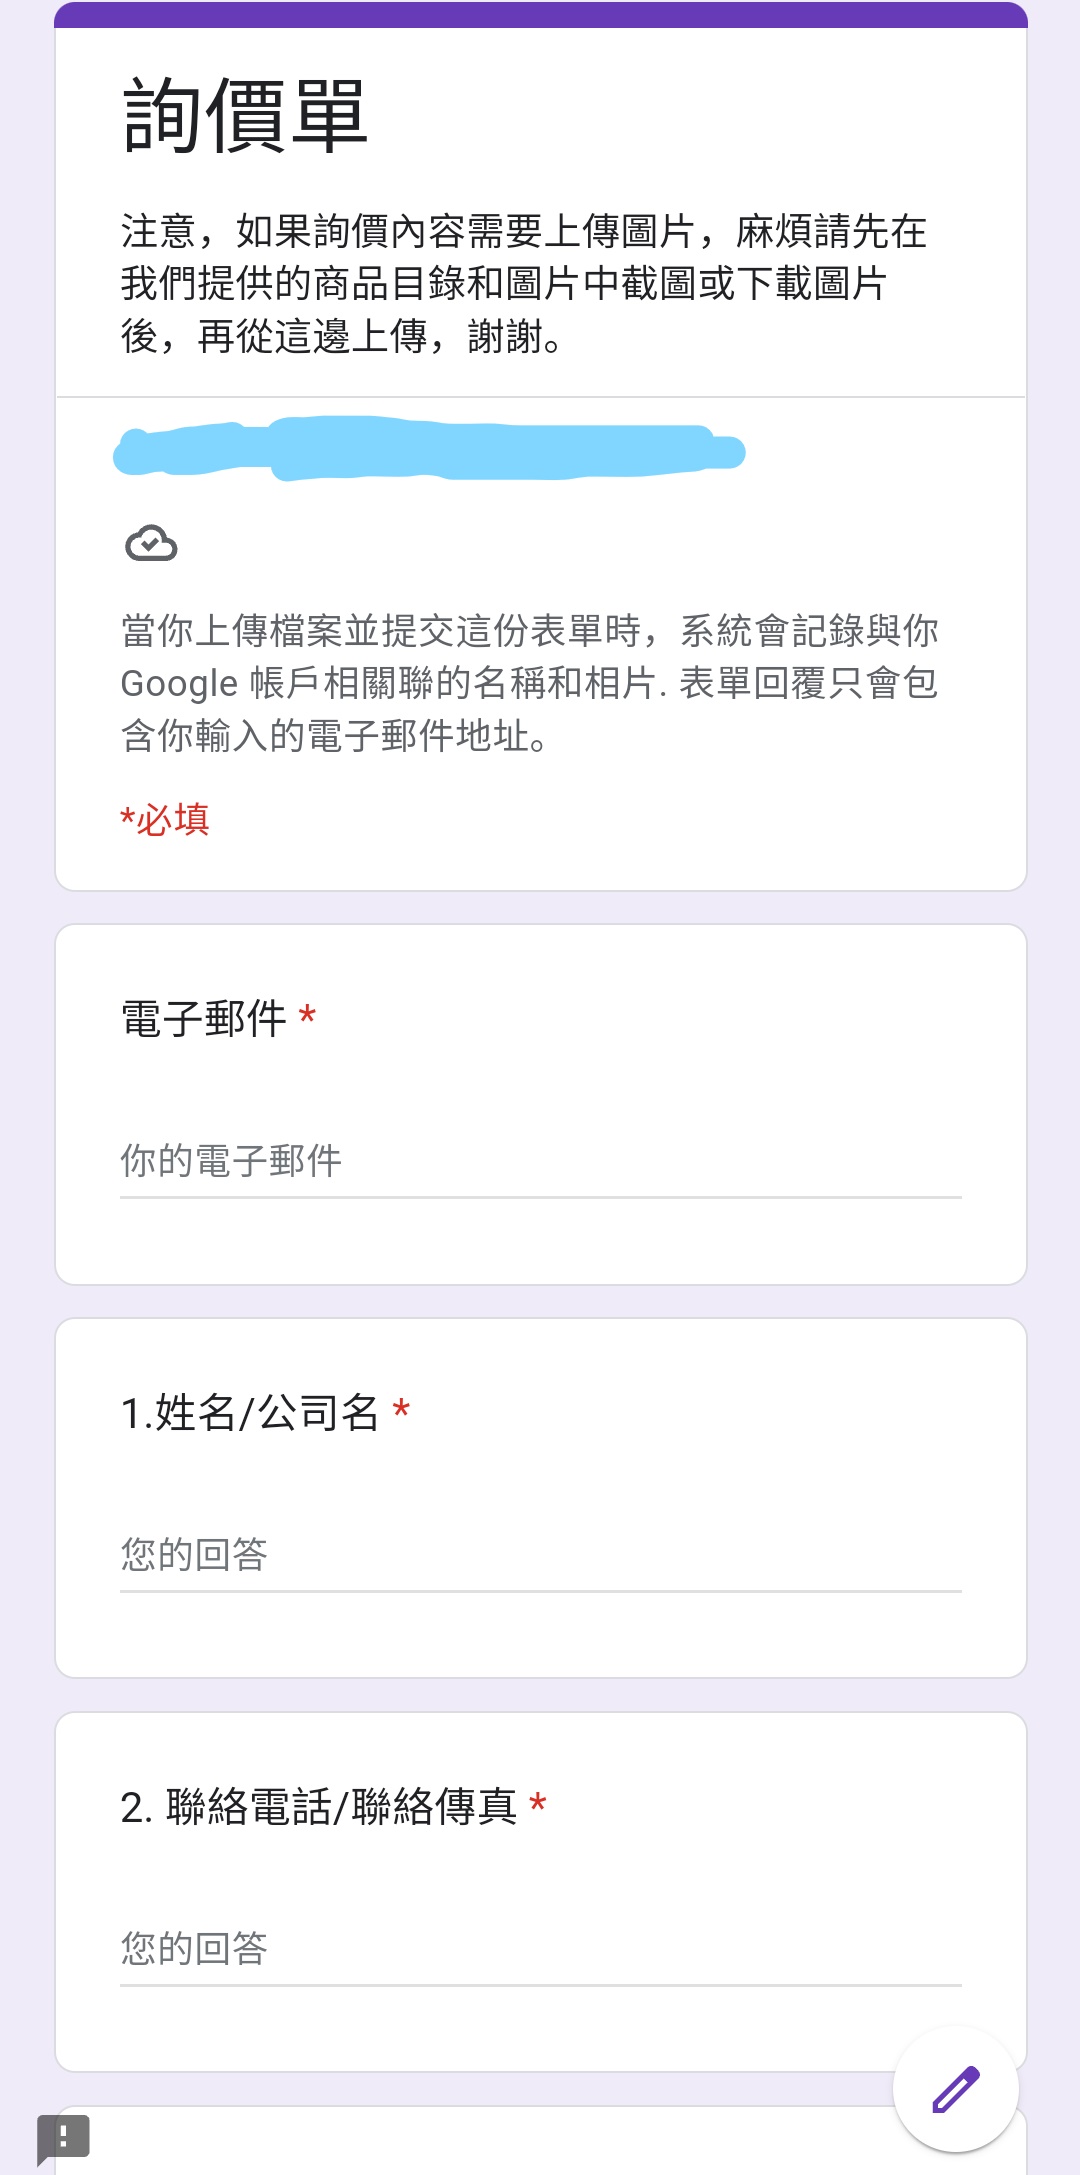 詢價單
注意，如果詢價內容需要上傳圖片，麻煩請先在
我們提供的商品目錄和圖片中截圖或下載圖片
後，再從這邊上傳，謝謝。
當你上傳檔案並提交這份表單時，系統會記錄與你
Google 帳戶相關聯的名稱和相片. 表單回覆只會包
含你輸入的電子郵件地址。
*必填
電子郵件 *
你的電子郵件
1.姓名/公司名 *
您的回答
2. 聯絡電話/聯絡傳真 *
您的回答